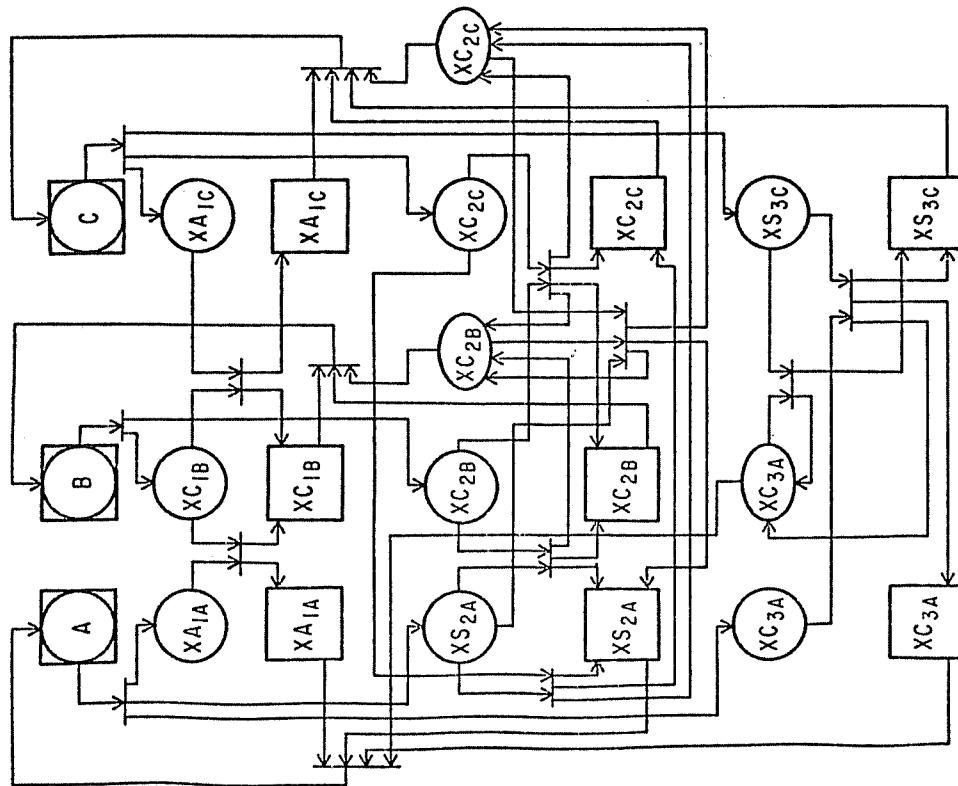 A
B
C
XA1A
XC1B
XA1C
XA1A
XC1B
XA1C
XS2A
XC2B
XC2B
XC2C
XC2C
XS2A
XC2B
XC2C
XC3A
XC3A
XS3C
XC3A
XS3C